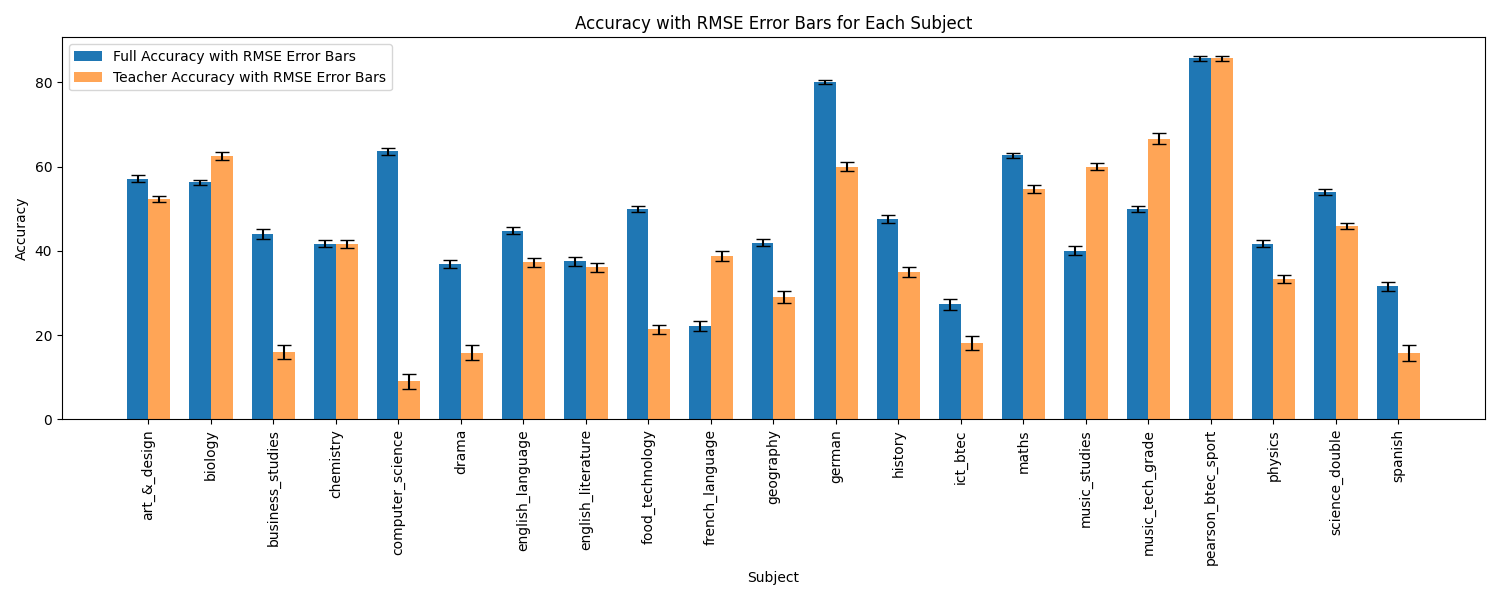 Accuracy with RMSE Error Bars for Each Subject
Full Accuracy with RMSE Error Bars
Teacher Accuracy with RMSE Error Bars
Accuracy
80
60
40
20
0
art_&_design
biology
business_studies
chemistry
computer_science
drama
english_language
english_literature
food_technology
french_language
geography
german
history
ict_btec
maths
music_studies
music_tech_grade
pearson_btec_sport
physics
science_double
spanish
Subject